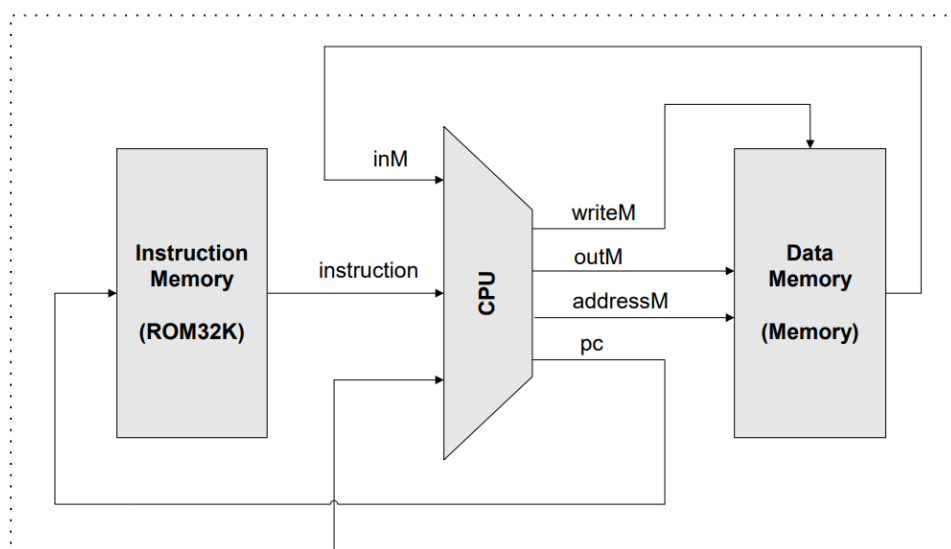 inM
writeM
Instruction
Memory
(ROM32K)
instruction
CPU
outM
addressM
pc
Data
Memory
(Memory)